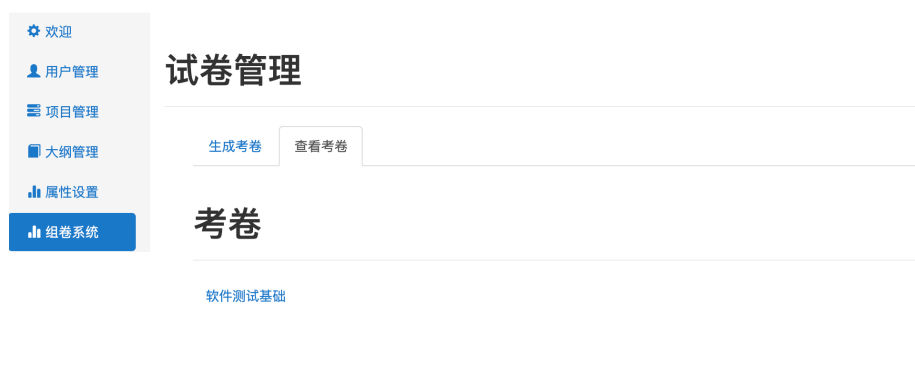 欢迎
用户管理
项目管理
大纲管理
属性设置
组卷系统
试卷管理
生成考卷
查看考卷
考卷
软件测试基础